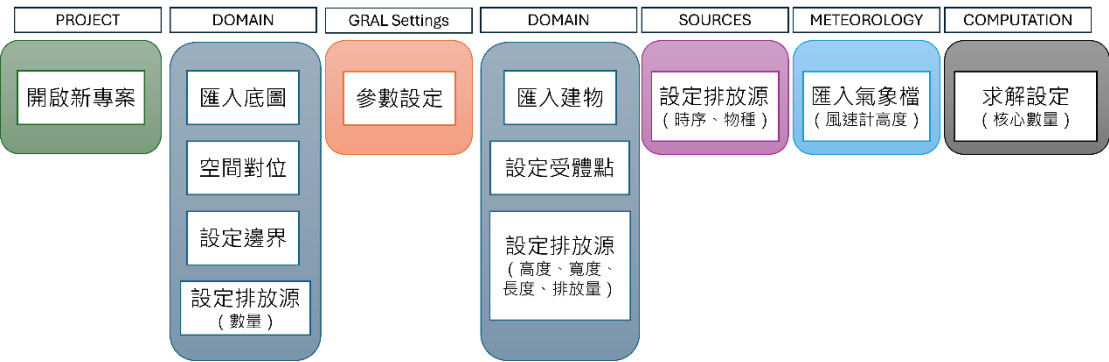 PROJECT
DOMAIN
GRAL Settings
DOMAIN
SOURCES
METEOROLOGY
COMPUTATION
開啟新專案
匯入底圖
空間對位
設定邊界
設定排放源
（數量）
參數設定
匯入建物
設定受體點
設定排放源
（高度、寬度、
長度、排放量）
設定排放源
（時序、物種）
匯入氣象檔
（風速計高度）
求解設定
（核心數量）